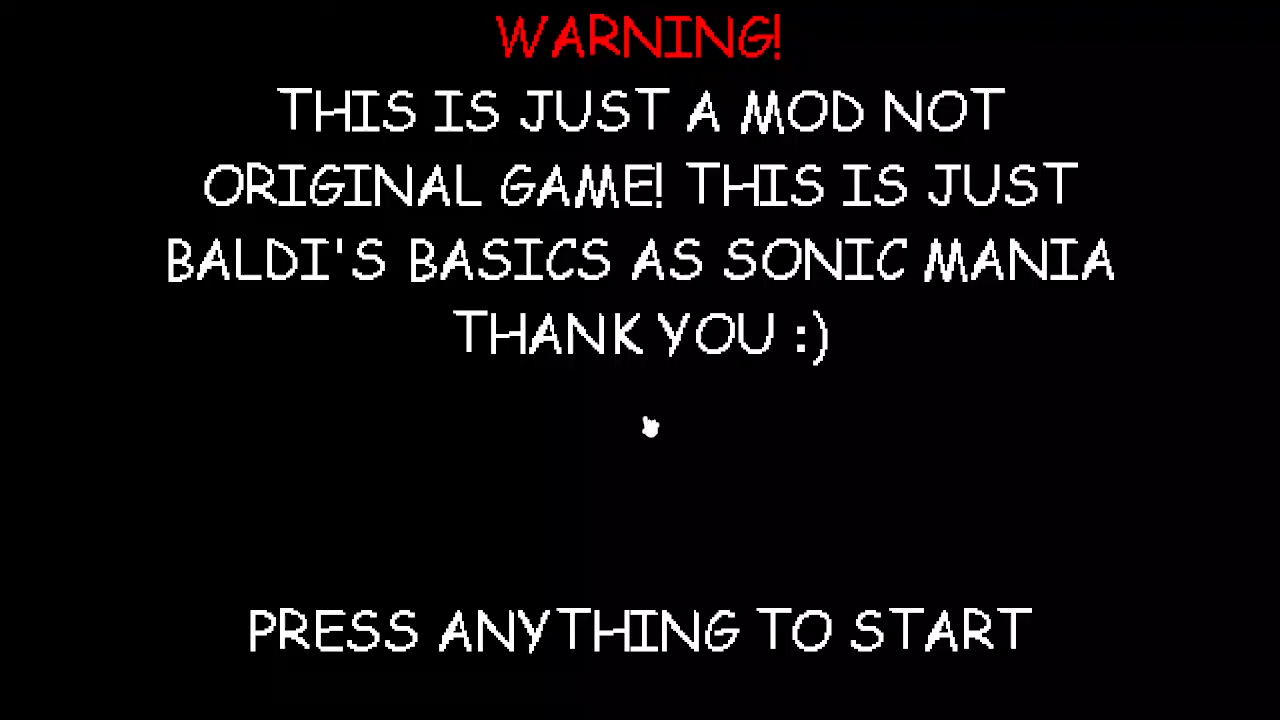 WARNING!
THIS IS JUST A MOD NOT
ORIGINAL GAME! THIS IS JUST
BALDI'S BASICS AS SONIC MANIA
THANK YOU :)
PRESS ANYTHING TO START